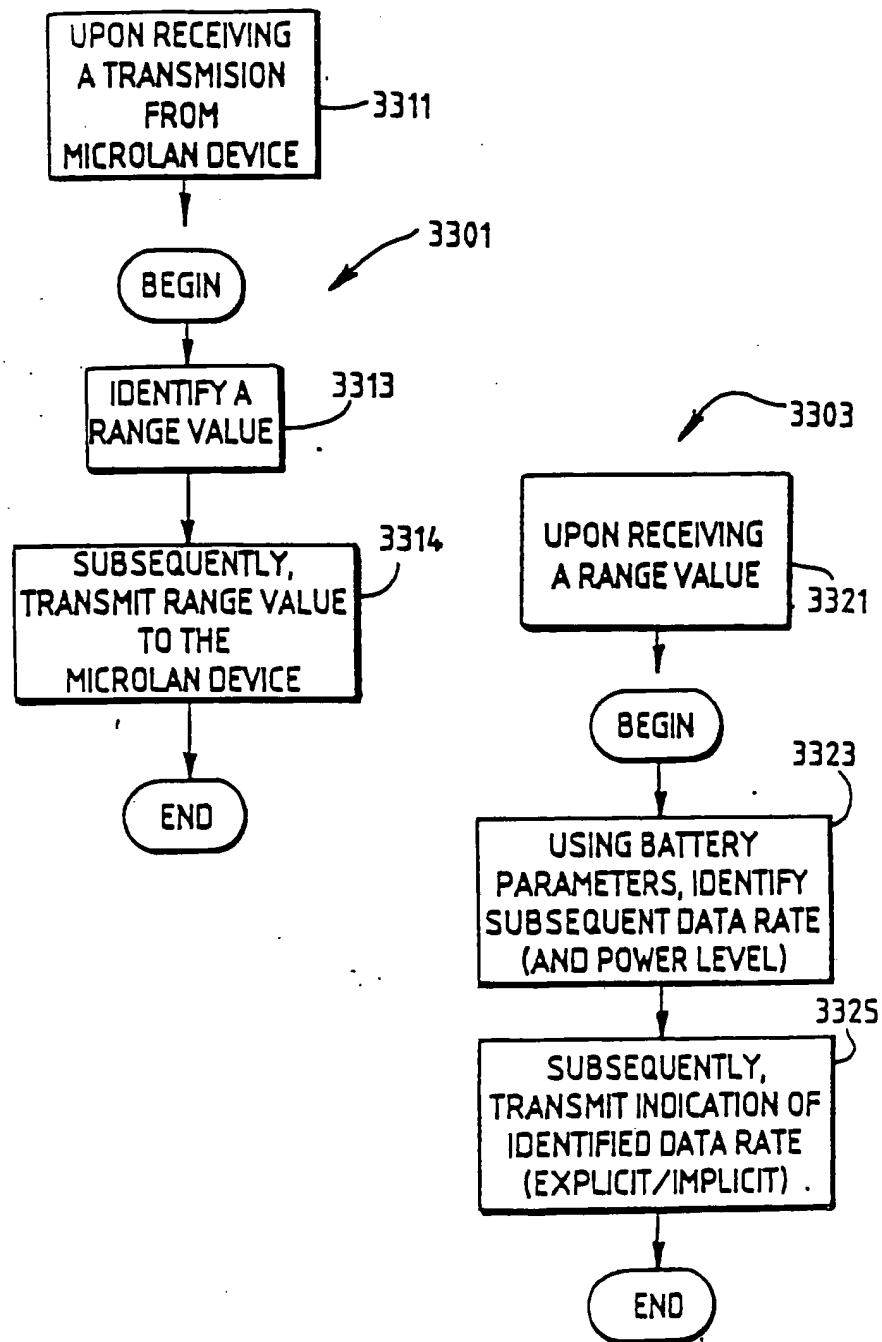 UPON RECEIVING
A TRANSMISION
FROM
MICROLAN DEVICE
3311
3301
BEGIN
IDENTIFY A
RANGE VALUE
3313
SUBSEQUENTLY,
TRANSMIT RANGE VALUE
TO THE
MICROLAN DEVICE
3314
END
3303
UPON RECEIVING
A RANGE VALUE
3321
BEGIN
3323
USING BATTERY
PARAMETERS, IDENTIFY
SUBSEQUENT DATA RATE
(AND POWER LEVEL)
3325
SUBSEQUENTLY,
TRANSMIT INDICATION OF
IDENTIFIED DATA RATE
(EXPLICIT/IMPLICIT)
END